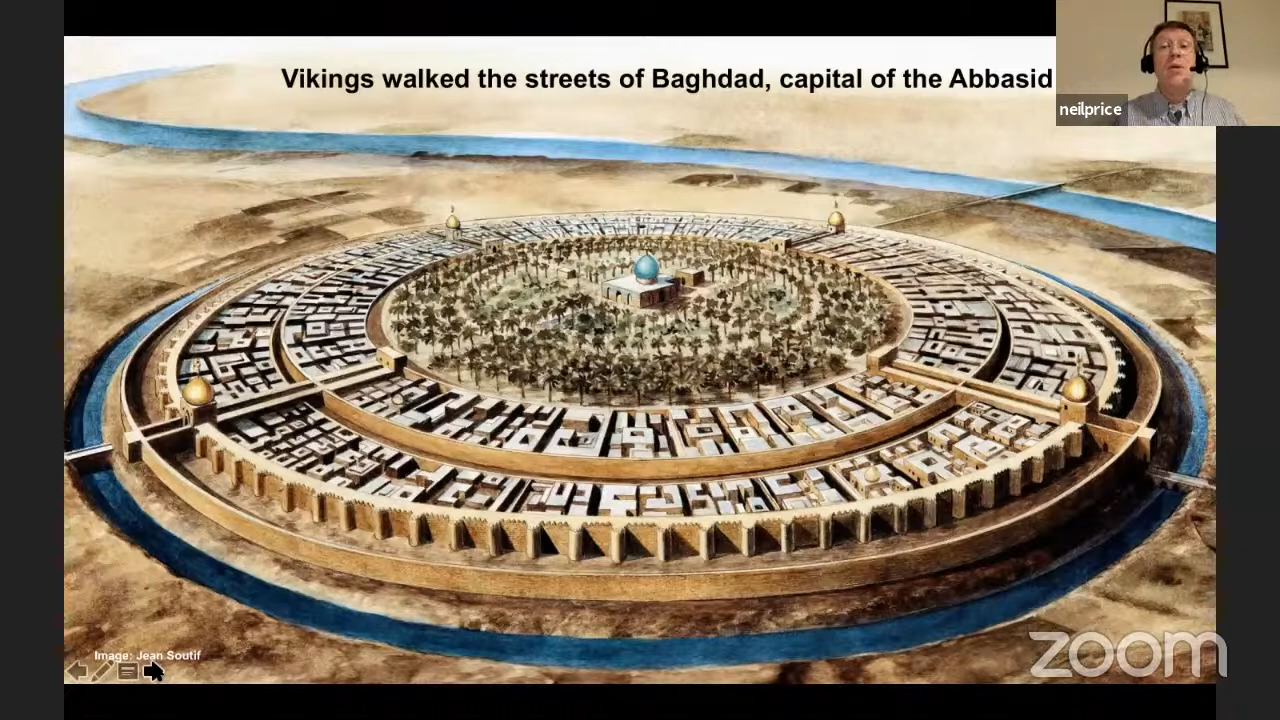 Vikings walked the streets of Baghdad, capital of the Abbasid
neilprice
Image: Jean Soutif
zoom